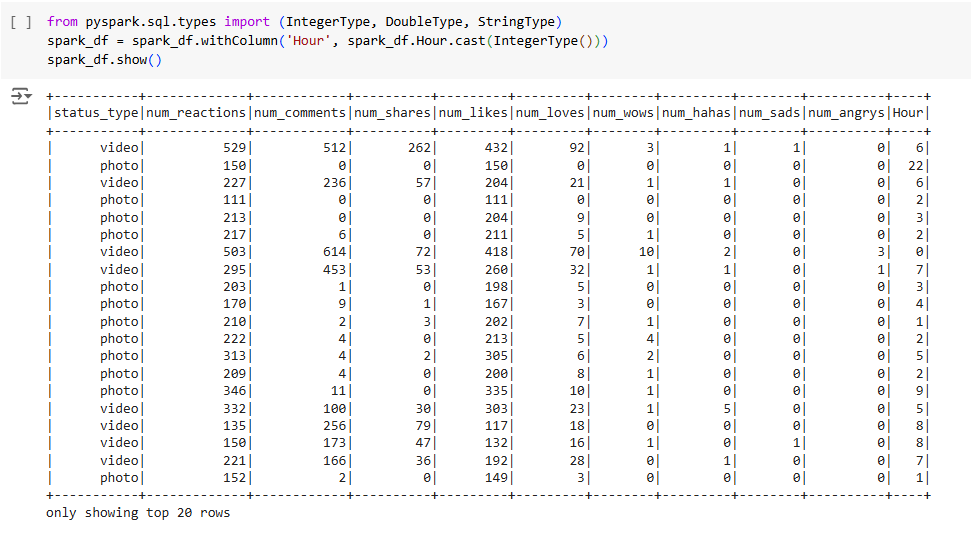 [ ] from pyspark.sql.types import (IntegerType, DoubleType, StringType)
spark_df = spark_df.withColumn('Hour', spark_df.Hour.cast(IntegerType()))
spark_df.show()
+-----------+-------------+------------+----------+---------+---------+--------+---------+--------+----------+----+
|status_type|num_reactions|num_comments|num_shares|num_likes|num_loves|num_wows|num_hahas|num_sads|num_angrys|Hour|
+-----------+-------------+------------+----------+---------+---------+--------+---------+--------+----------+----+
|      video|          529|         512|       262|      432|       92|       3|        1|       1|         0|   6|
|      photo|          150|           0|         0|      150|        0|       0|        0|       0|         0|  22|
|      video|          227|         236|        57|      204|       21|       1|        1|       0|         0|   6|
|      photo|          111|           0|         0|      111|        0|       0|        0|       0|         0|   2|
|      photo|          213|           0|         0|      204|        9|       0|        0|       0|         0|   3|
|      photo|          217|           6|         0|      211|        5|       1|        0|       0|         0|   2|
|      video|          503|         614|        72|      418|       70|      10|        2|       0|         3|   0|
|      video|          295|         453|        53|      260|       32|       1|        1|       0|         1|   7|
|      photo|          203|           1|         0|      198|        5|       0|        0|       0|         0|   3|
|      photo|          170|           9|         1|      167|        3|       0|        0|       0|         0|   4|
|      photo|          210|           2|         3|      202|        7|       1|        0|       0|         0|   1|
|      photo|          222|           4|         0|      213|        5|       4|        0|       0|         0|   2|
|      photo|          313|           4|         2|      305|        6|       2|        0|       0|         0|   5|
|      photo|          209|           4|         0|      200|        8|       1|        0|       0|         0|   2|
|      photo|          346|          11|         0|      335|       10|       1|        0|       0|         0|   9|
|      video|          332|         100|        30|      303|       23|       1|        5|       0|         0|   5|
|      video|          135|         256|        79|      117|       18|       0|        0|       0|         0|   8|
|      video|          150|         173|        47|      132|       16|       1|        0|       1|         0|   8|
|      video|          221|         166|        36|      192|       28|       0|        1|       0|         0|   7|
|      photo|          152|           2|         0|      149|        3|       0|        0|       0|         0|   1|
+-----------+-------------+------------+----------+---------+---------+--------+---------+--------+----------+----+
only showing top 20 rows